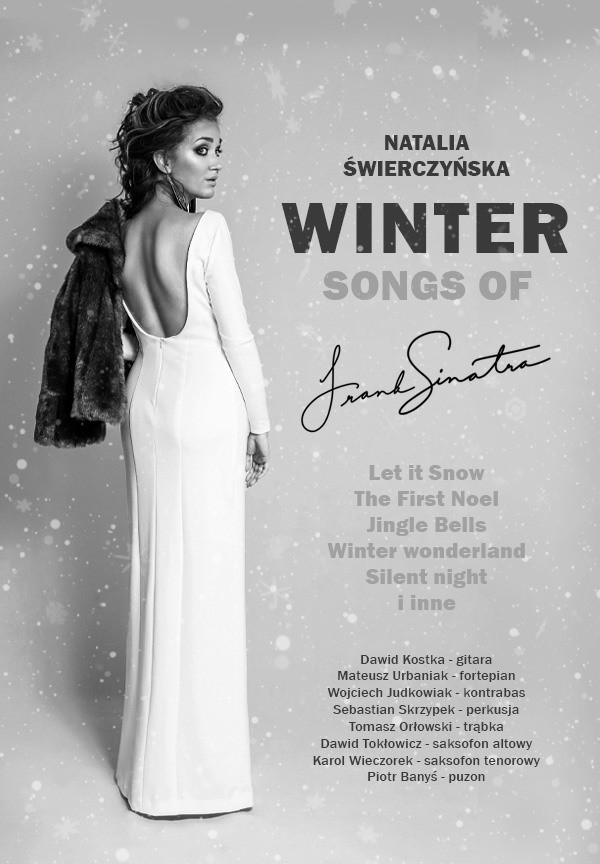 NATALIA
ŚWIERCZYŃSKA
WINTER
SONGS OF
Frank Sinatra
Let it Snow
The First Noel
Jingle Bells
Winter wonderland
Silent night
i inne
Dawid Kostka - gitara
Mateusz Urbaniak - fortepian
Wojciech Judkowiak - kontrabas
Sebastian Skrzypek - perkusja
Tomasz Orłowski - trąbka
Dawid Tokłowicz - saksofon altowy
Karol Wieczorek - saksofon tenorowy
Piotr Banyś - puzon